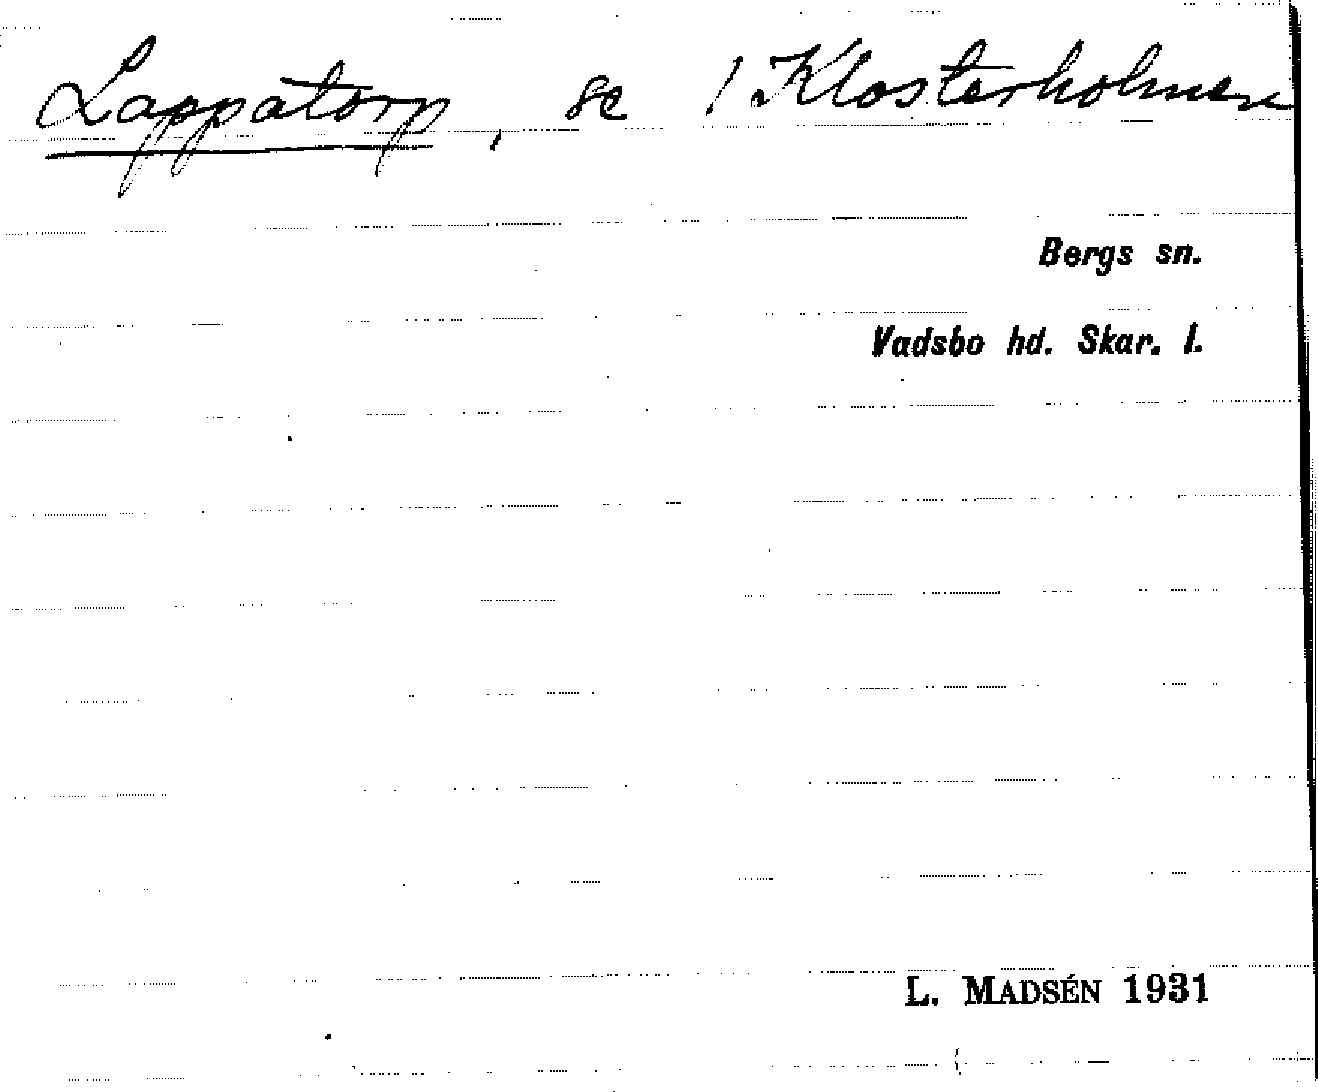 Lappatorp, se 1. Klosterholmen
Bergs sn.
Vadsbo hd. Skar. l.
L. MADSÉN 1931